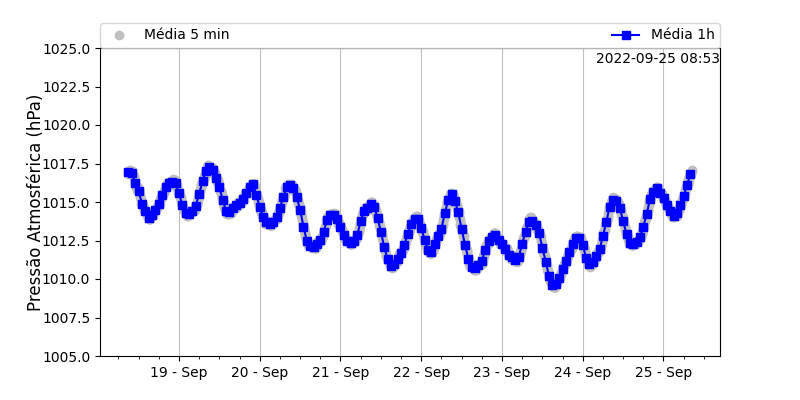 Média 5 min
Média 1h
2022-09-25 08:53
Pressão Atmosférica (hPa)
1025.0
1022.5
1020.0
1017.5
1015.0
1012.5
1010.0
1007.5
1005.0
19 - Sep
20 - Sep
21 - Sep
22 - Sep
23 - Sep
24 - Sep
25 - Sep